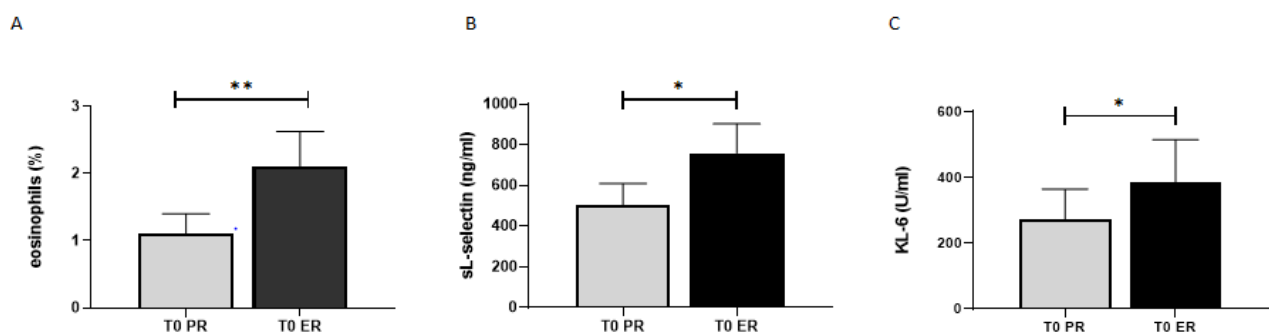 A
B
C
**
*
*
eosinophils (%)
3
2
1
0
T0 PR
T0 ER
sL-selectin (ng/ml)
1000
800
600
400
200
0
T0 PR
T0 ER
KL-6 (U/ml)
600
400
200
0
T0 PR
T0 ER